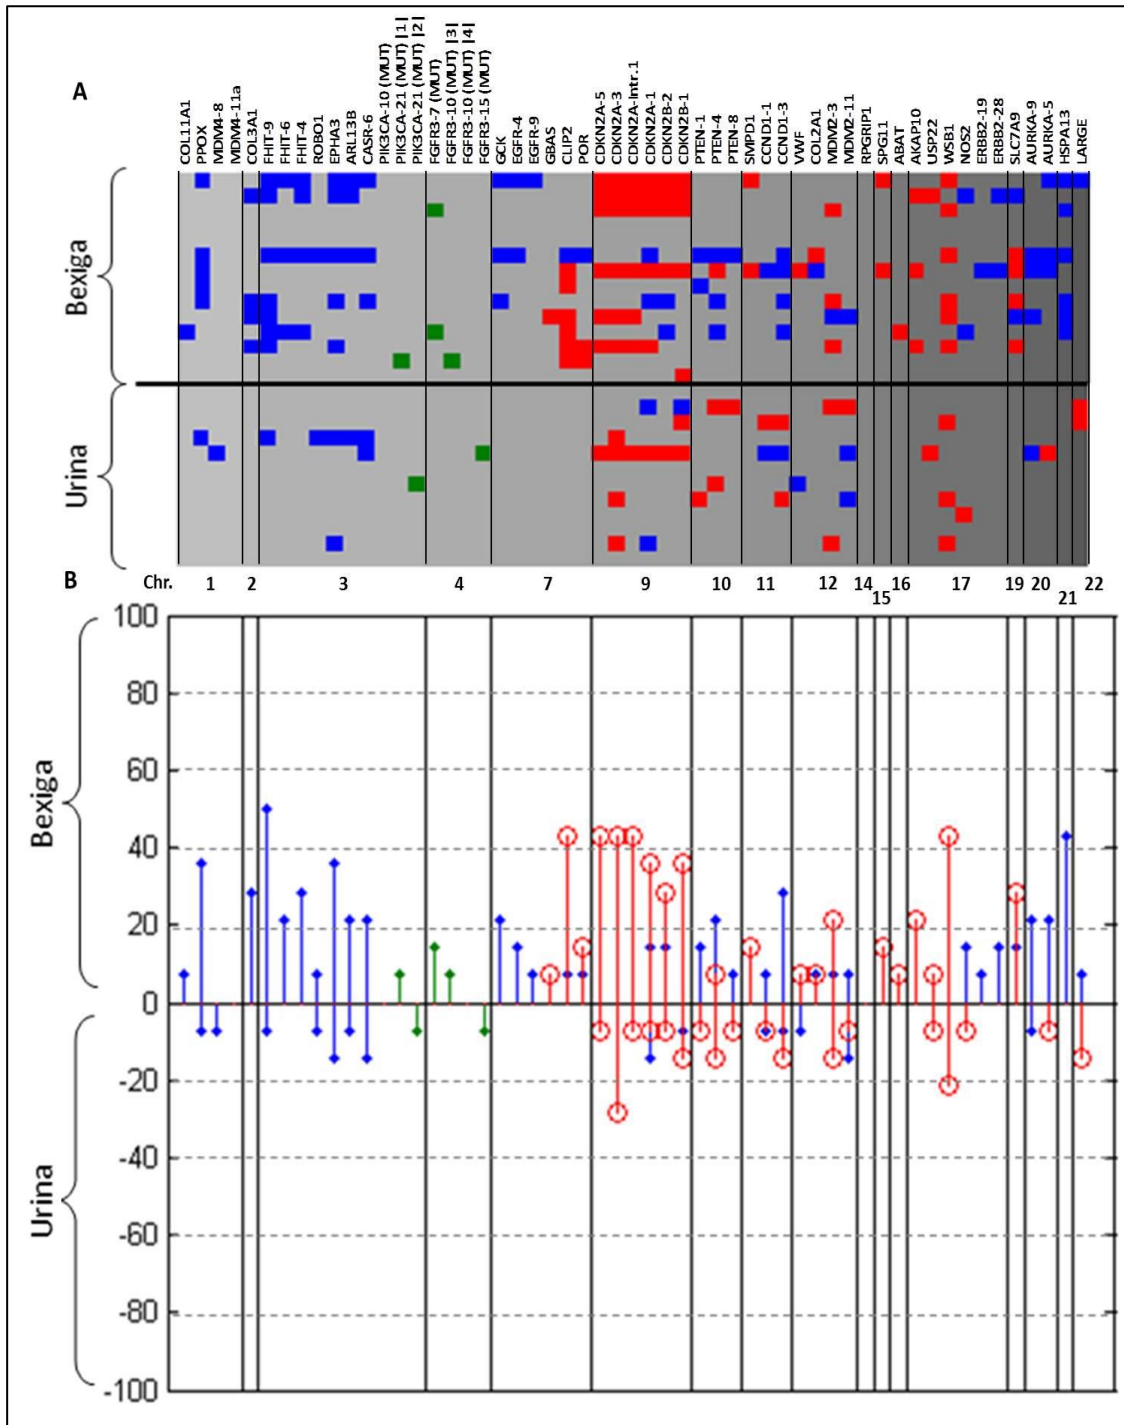 A
COL11A1
PPOX
MDM4-8
MDM4-11a
COL3A1
FHIT-9
FHIT-6
FHIT-4
ROBO1
EPHA3
ARL13B
CASR-6
PIK3CA-10 (MUT)
PIK3CA-21 (MUT) |1|
PIK3CA-21 (MUT) |2|
FGFR3-7 (MUT)
FGFR3-10 (MUT) |3|
FGFR3-10 (MUT) |4|
FGFR3-15 (MUT)
GCK
EGFR-4
EGFR-9
GBAS
CLIP2
POR
CDKN2A-5
CDKN2A-3
CDKN2A-Intr.1
CDKN2A-1
CDKN2B-2
CDKN2B-1
PTEN-1
PTEN-4
PTEN-8
SMPD1
CCND1-1
CCND1-3
VWF
COL2A1
MDM2-3
MDM2-11
RPGRIP1
SPG11
ABAT
AKAP10
USP22
WSB1
NOS2
ERBB2-19
ERBB2-28
SLC7A9
AURKA-9
AURKA-5
HSPA13
LARGE
Bexiga
Urina
B
Chr. 1 2 3 4 7 9 10 11 12 14 15 16 17 19 20 21 22
Bexiga
Urina
100
80
60
40
20
0
-20
-40
-60
-80
-100